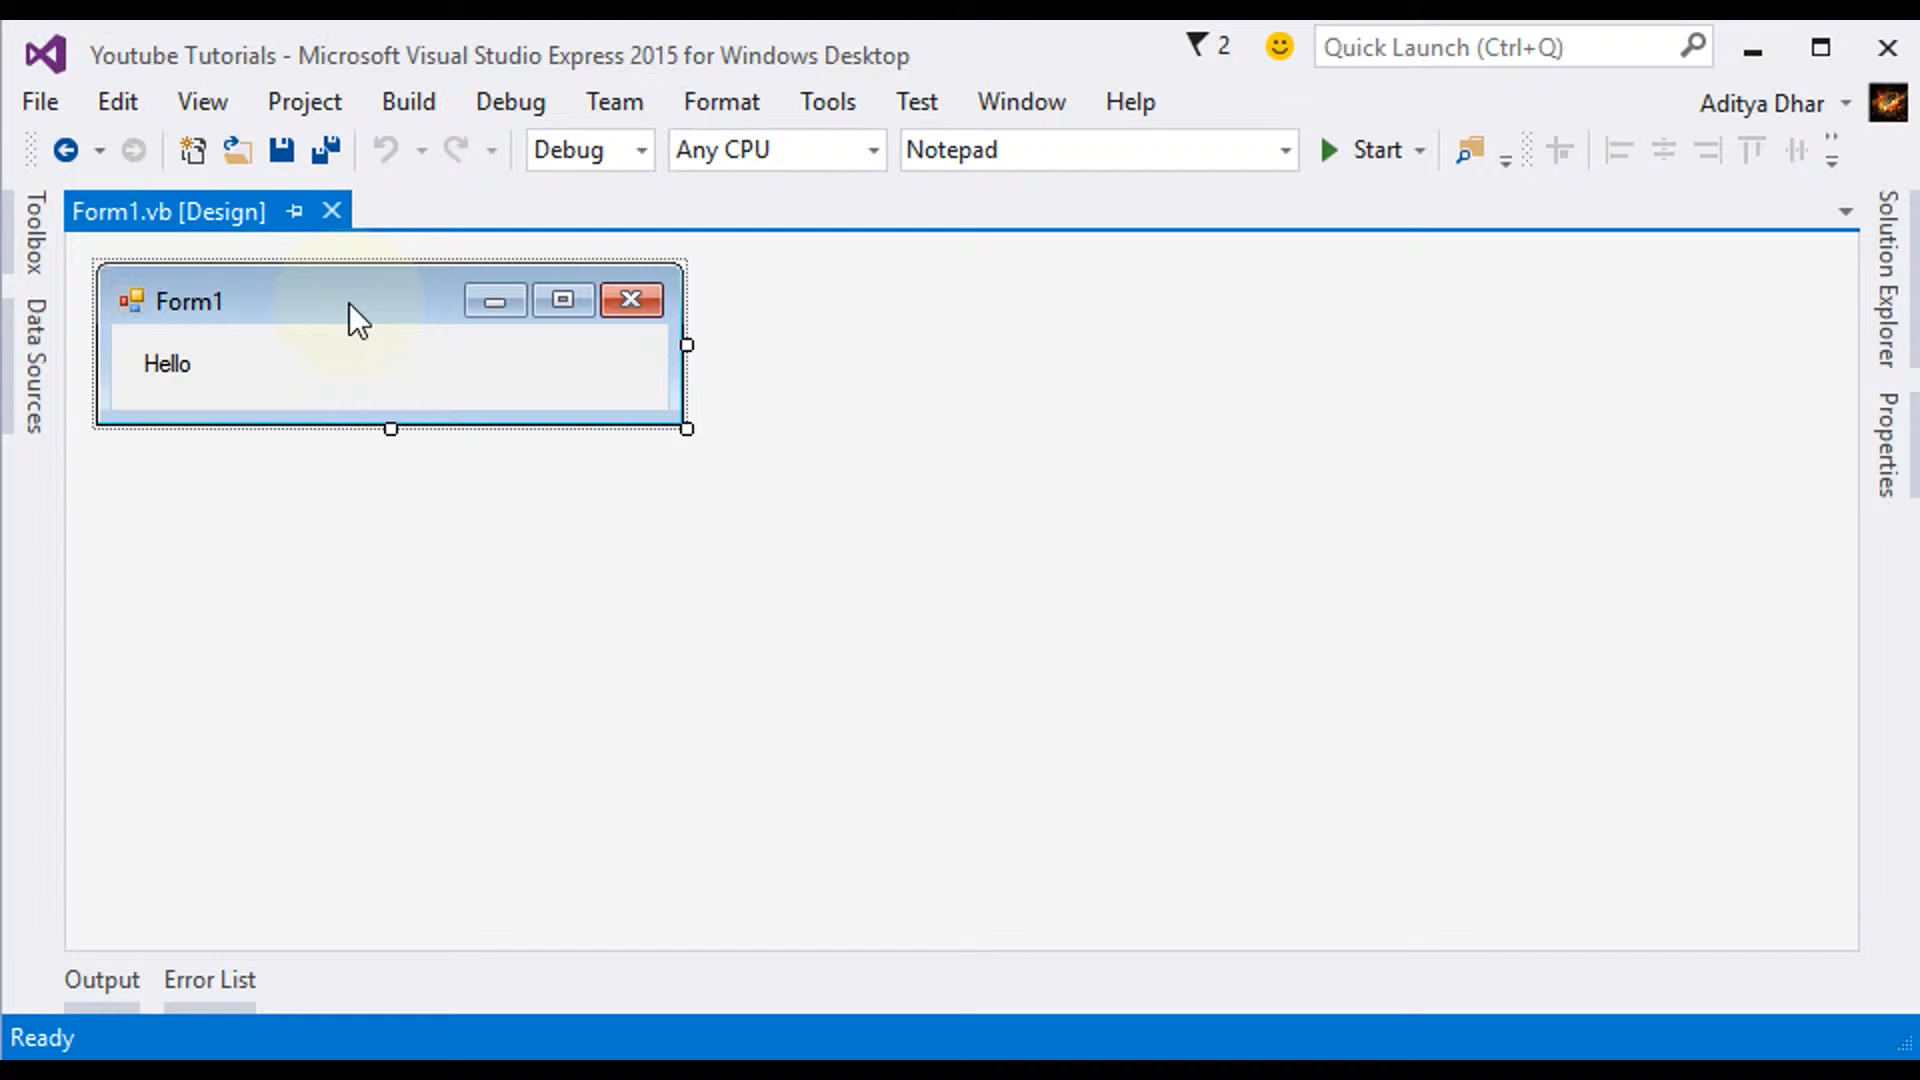 Youtube Tutorials - Microsoft Visual Studio Express 2015 for Windows Desktop
2
Quick Launch (Ctrl+Q)
File Edit View Project Build Debug Team Format Tools Test Window Help
Aditya Dhar
Debug
Any CPU
Notepad
Start
Form1.vb [Design]
Toolbox
Data Sources
Form1
Hello
Solution Explorer
Properties
Output Error List
Ready